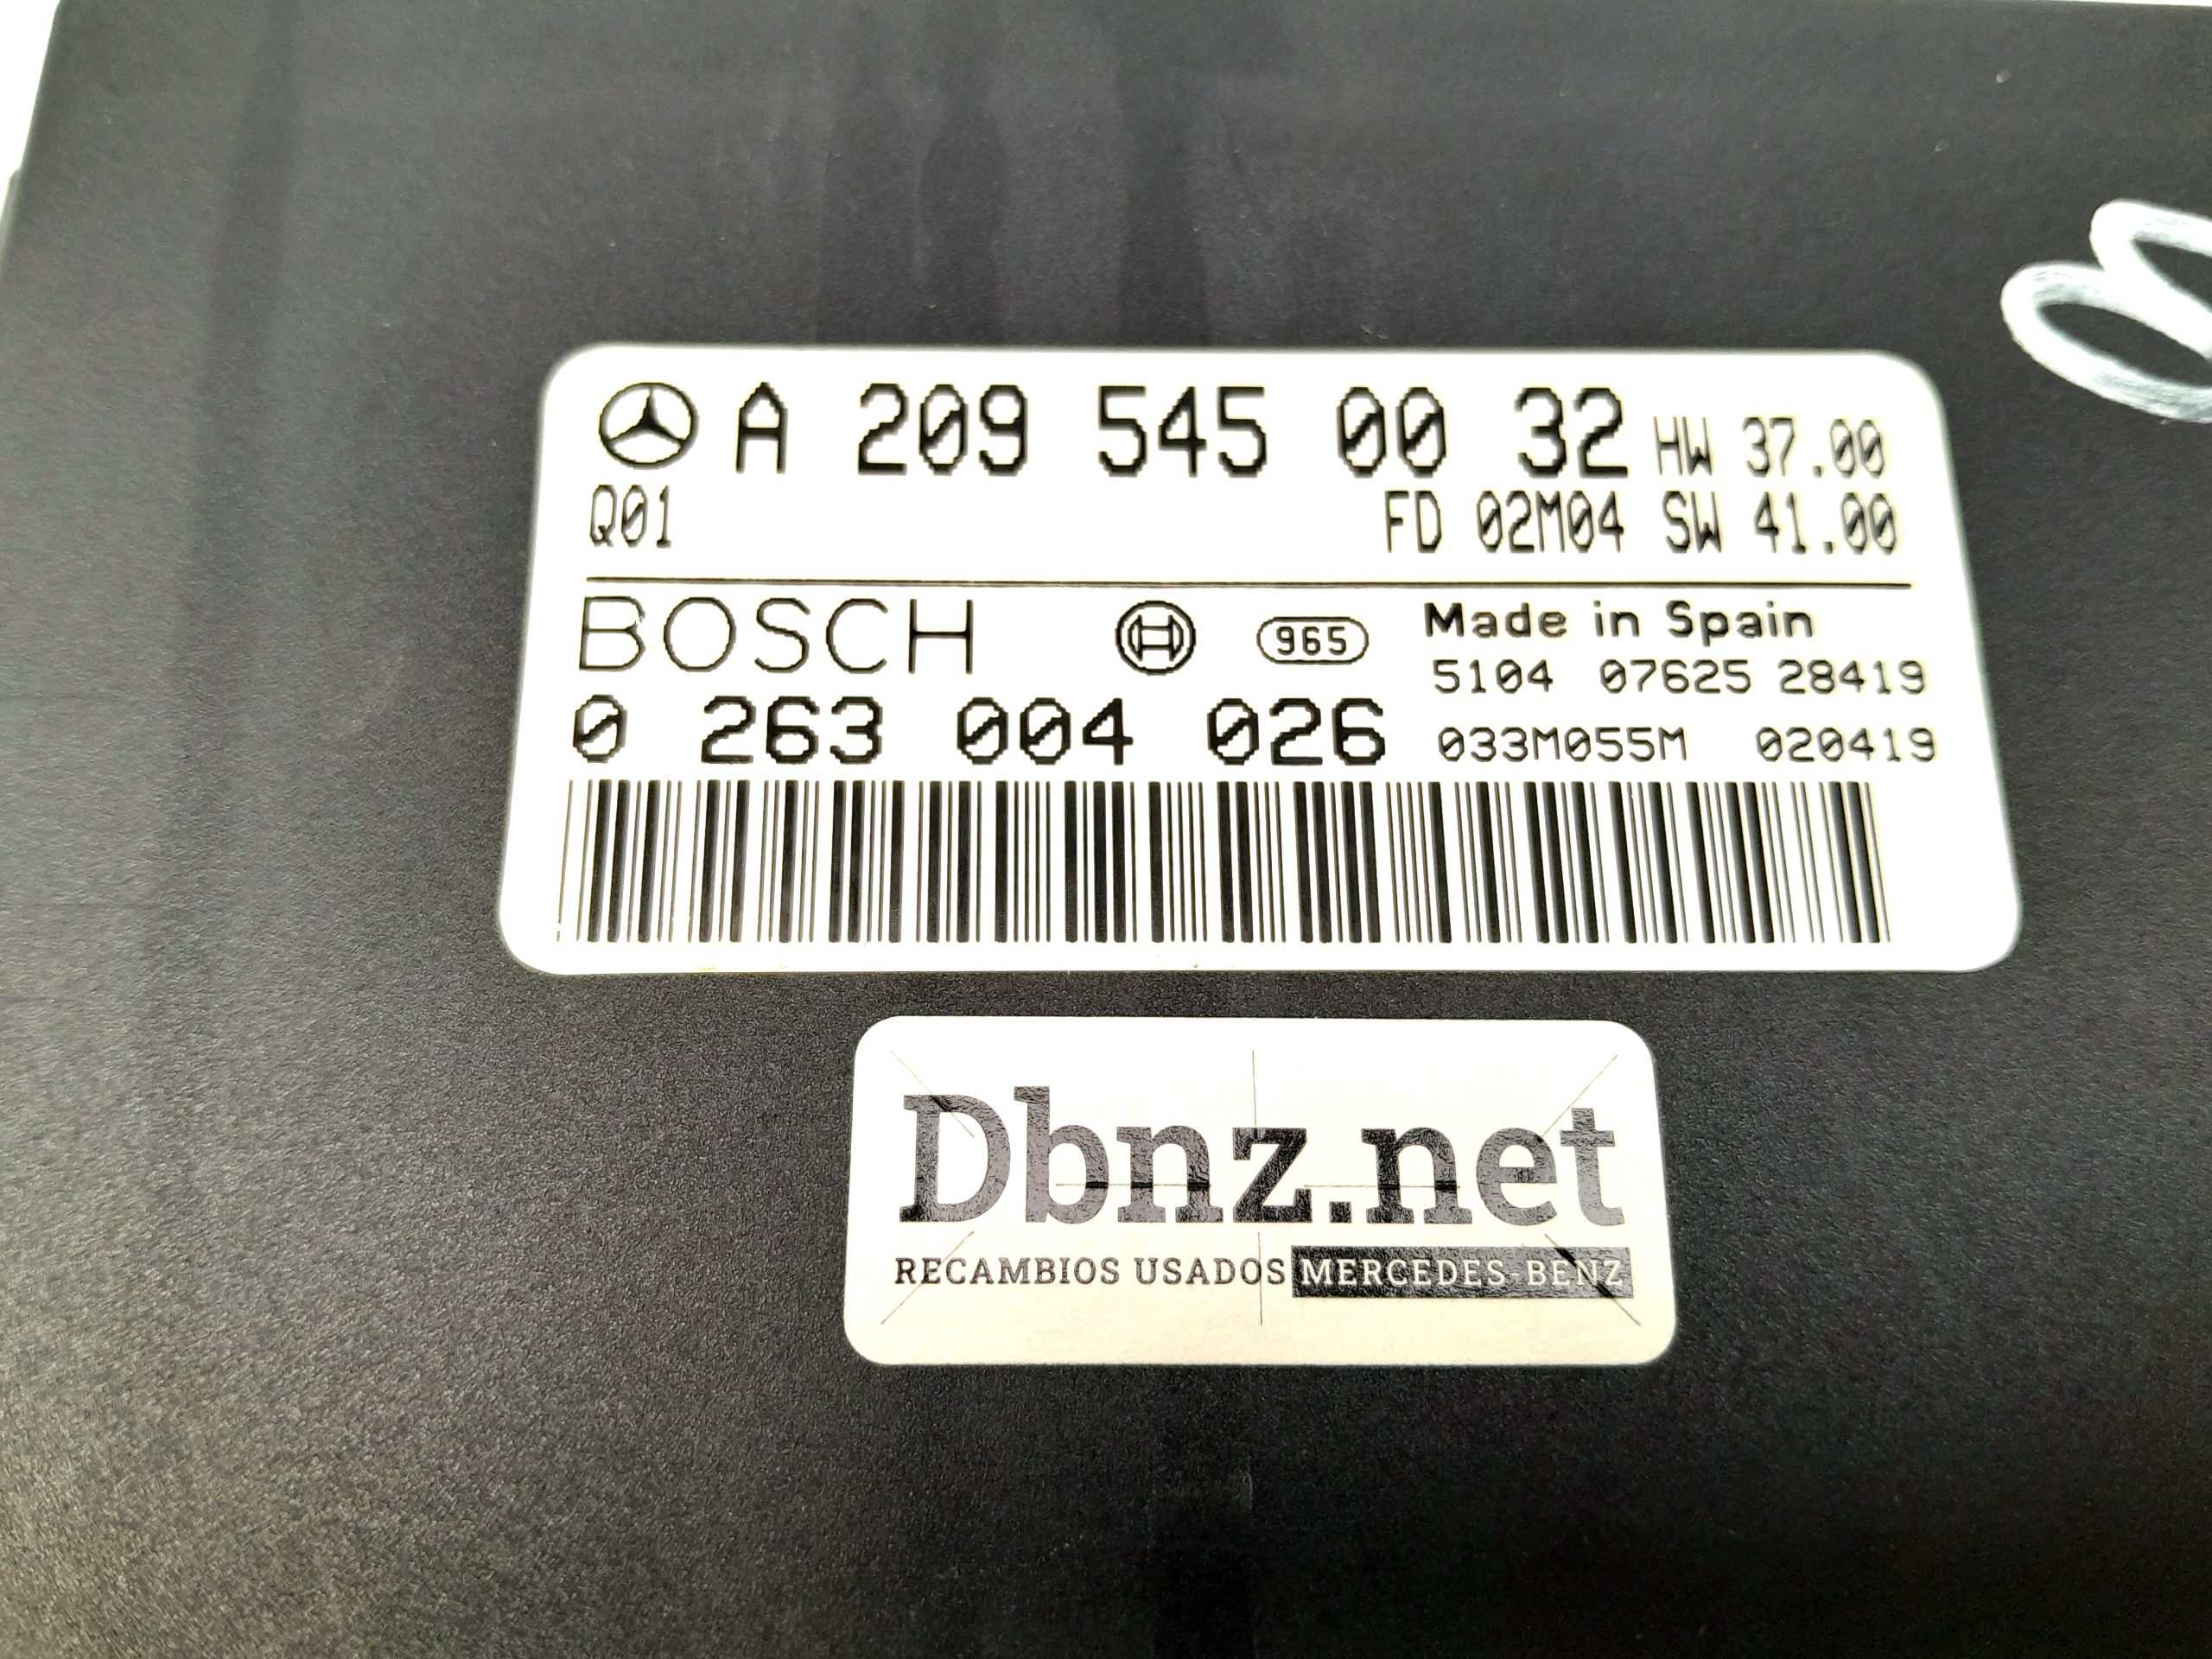 A 209 545 00 32 HW 37.00
Q01 FD 02M04 SW 41.00
BOSCH 965 Made in Spain
5104 07625 28419
0 263 004 026 033M055M 020419
Dbnz.net
RECAMBIOS USADOS MERCEDES-BENZ